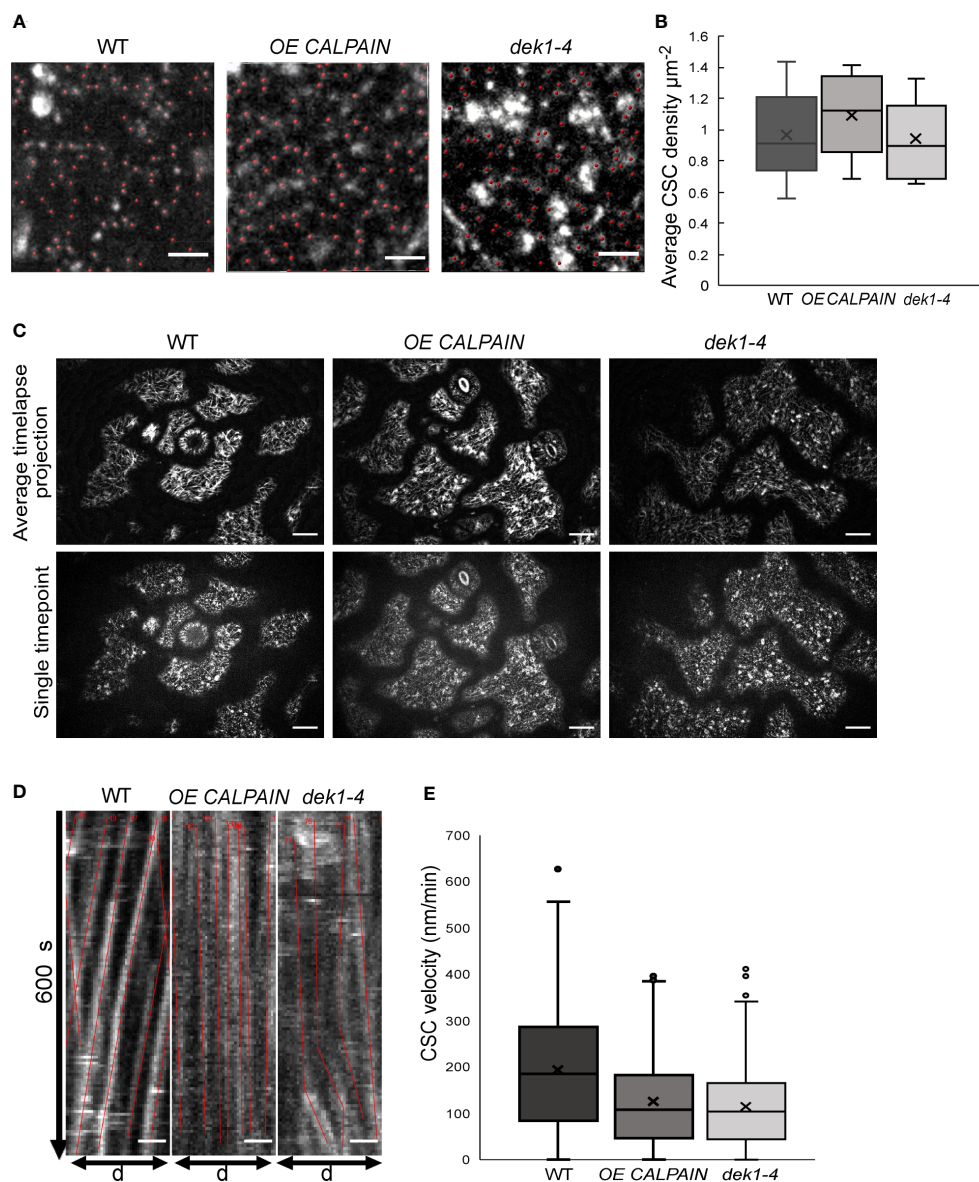 A
WT
OE CALPAIN
dek1-4
B
Average CSC density µm-2
1.6
1.4
1.2
1
0.8
0.6
0.4
0.2
0
WT
OE CALPAIN
dek1-4
C
WT
OE CALPAIN
dek1-4
Average timelapse
projection
Single timepoint
D
WT
OE CALPAIN
dek1-4
600 s
d
d
d
E
CSC velocity (nm/min)
700
600
500
400
300
200
100
0
WT
OE CALPAIN
dek1-4